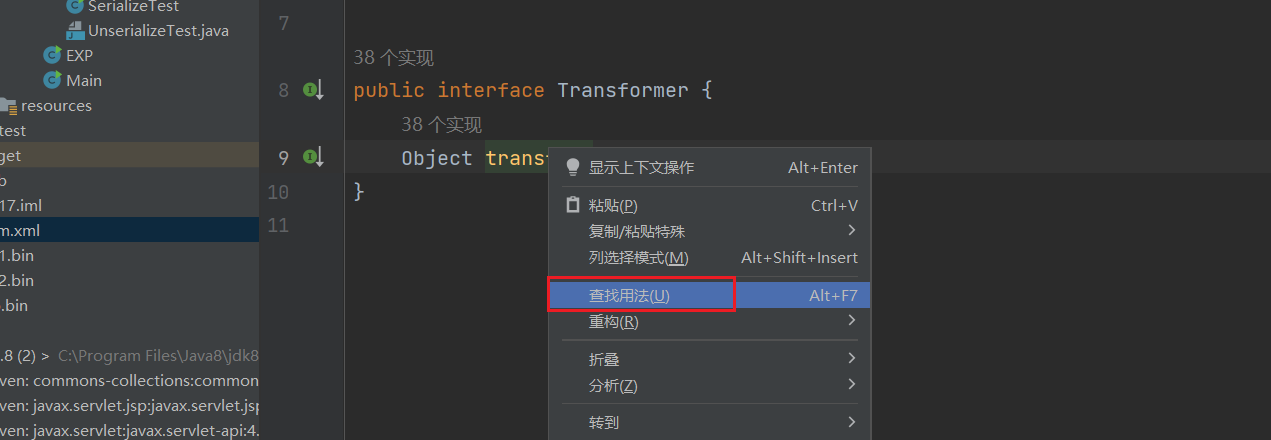 SerializeTest
UnserializeTest.java
EXP
Main
resources
test
get
17.iml
m.xml
1.bin
2.bin
.bin
.8 (2) > C:\Program Files\Java8\jdk8
ven: commons-collections:common
ven: javax.servlet.jsp:javax.servlet.jsp
ven: javax.servlet:javax.servlet-api:4.
7
38 个实现
8 public interface Transformer {
38 个实现
9 Object transf
10 }
11
显示上下文操作 Alt+Enter
粘贴(P) Ctrl+V
复制/粘贴特殊
列选择模式(M) Alt+Shift+Insert
查找用法(U) Alt+F7
重构(R)
折叠
分析(Z)
转到